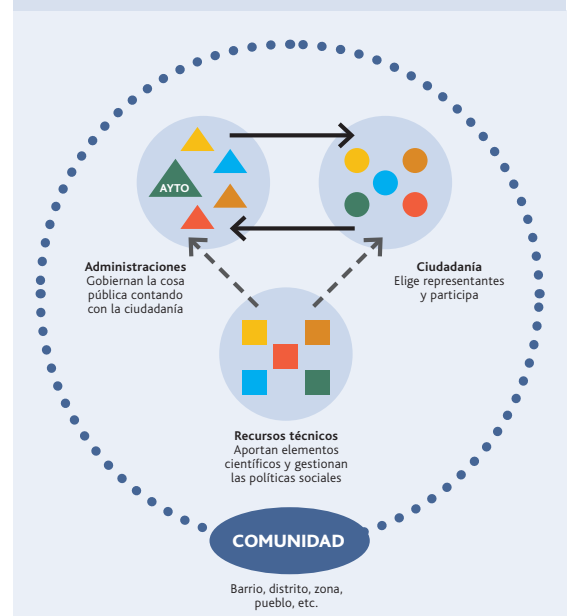 AYTO
Administraciones
Gobiernan la cosa
pública contando
con la ciudadanía
Ciudadanía
Elige representantes
y participa
Recursos técnicos
Aportan elementos
científicos y gestionan
las políticas sociales
COMUNIDAD
Barrio, distrito, zona,
pueblo, etc.